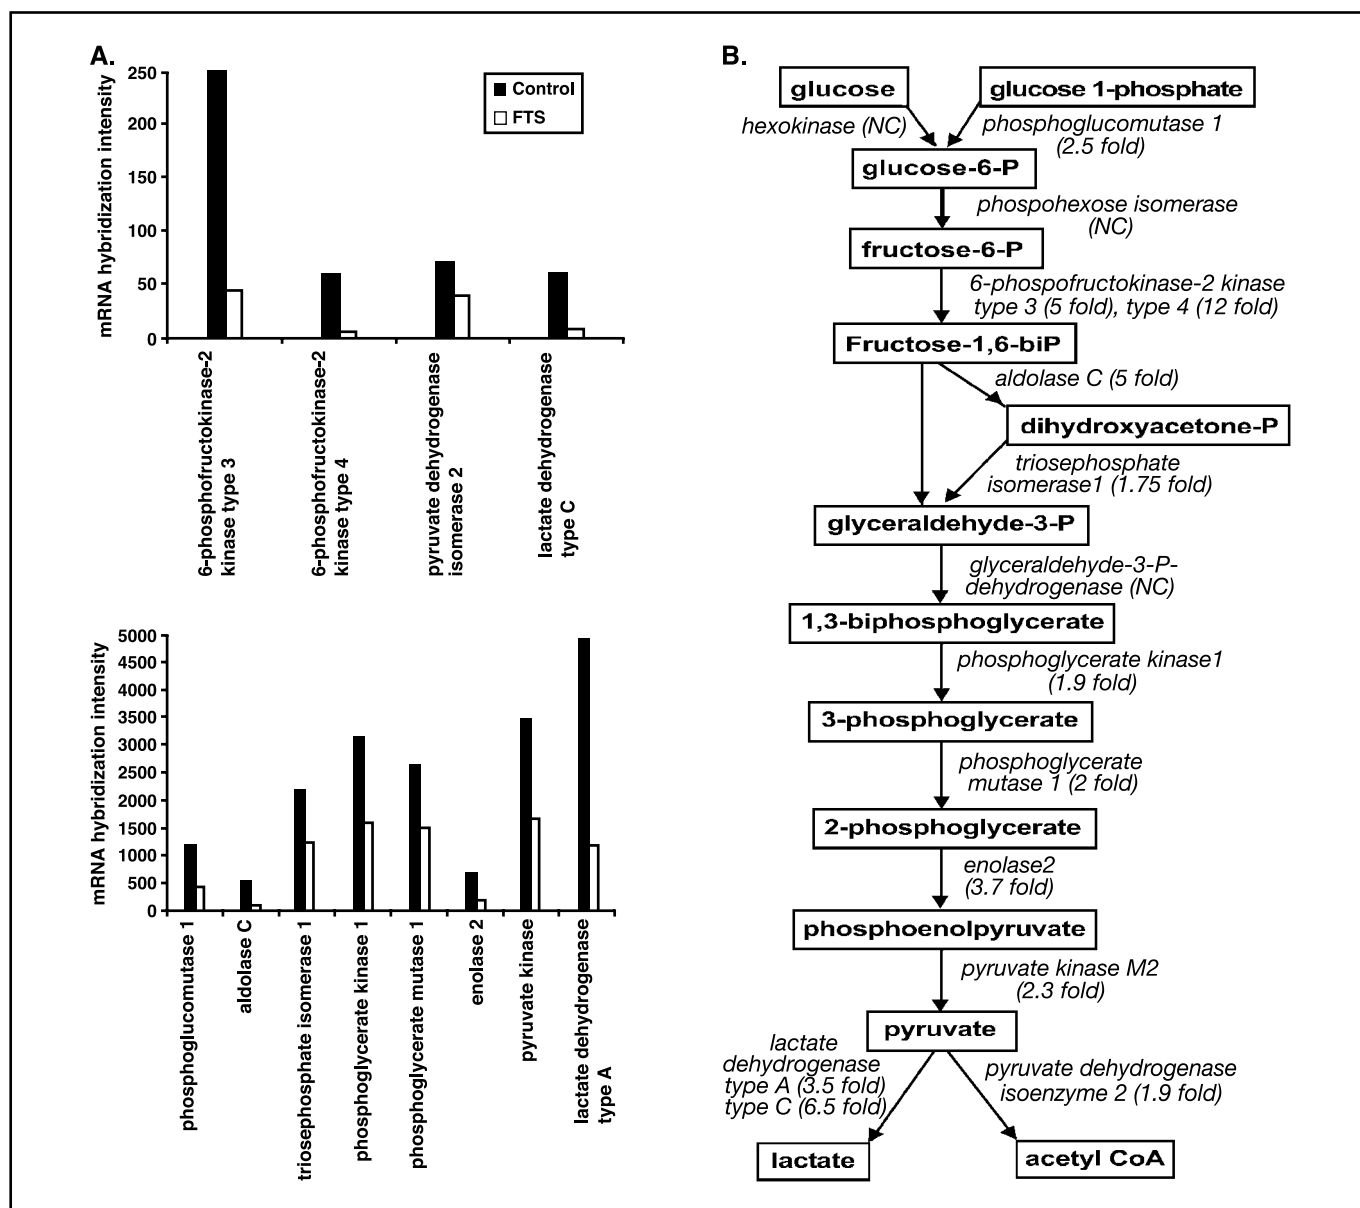 A.
mRNA hybridization intensity
250
200
150
100
50
0
Control
FTS
6-phosphofructokinase-2
kinase type 3
6-phosphofructokinase-2
kinase type 4
pyruvate dehydrogenase
isomerase 2
lactate dehydrogenase
type C
mRNA hybridization intensity
5000
4500
4000
3500
3000
2500
2000
1500
1000
500
0
phosphoglucomutase 1
aldolase C
triosephosphate isomerase 1
phosphoglycerate kinase 1
phosphoglycerate mutase 1
enolase 2
pyruvate kinase
lactate dehydrogenase
type A
B.
glucose
glucose 1-phosphate
hexokinase (NC)
phosphoglucomutase 1
(2.5 fold)
glucose-6-P
phospohexose isomerase
(NC)
fructose-6-P
6-phospofructokinase-2 kinase
type 3 (5 fold), type 4 (12 fold)
Fructose-1,6-biP
aldolase C (5 fold)
dihydroxyacetone-P
triosephosphate
isomerase1 (1.75 fold)
glyceraldehyde-3-P
glyceraldehyde-3-P-
dehydrogenase (NC)
1,3-biphosphoglycerate
phosphoglycerate kinase1
(1.9 fold)
3-phosphoglycerate
phosphoglycerate
mutase 1 (2 fold)
2-phosphoglycerate
enolase2
(3.7 fold)
phosphoenolpyruvate
pyruvate kinase M2
(2.3 fold)
pyruvate
lactate
dehydrogenase
type A (3.5 fold)
type C (6.5 fold)
pyruvate dehydrogenase
isoenzyme 2 (1.9 fold)
lactate
acetyl CoA